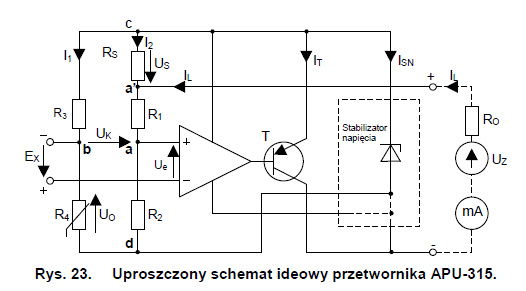 c
I1
RS
I2
US
IT
ISN
a'
IL
+
IL
R3
R1
Stabilizator
napięcia
RO
−
UK
b
a
+
T
EX
Ue
UZ
+
−
R4
UO
R2
mA
d
-
Rys. 23. Uproszczony schemat ideowy przetwornika APU-315.